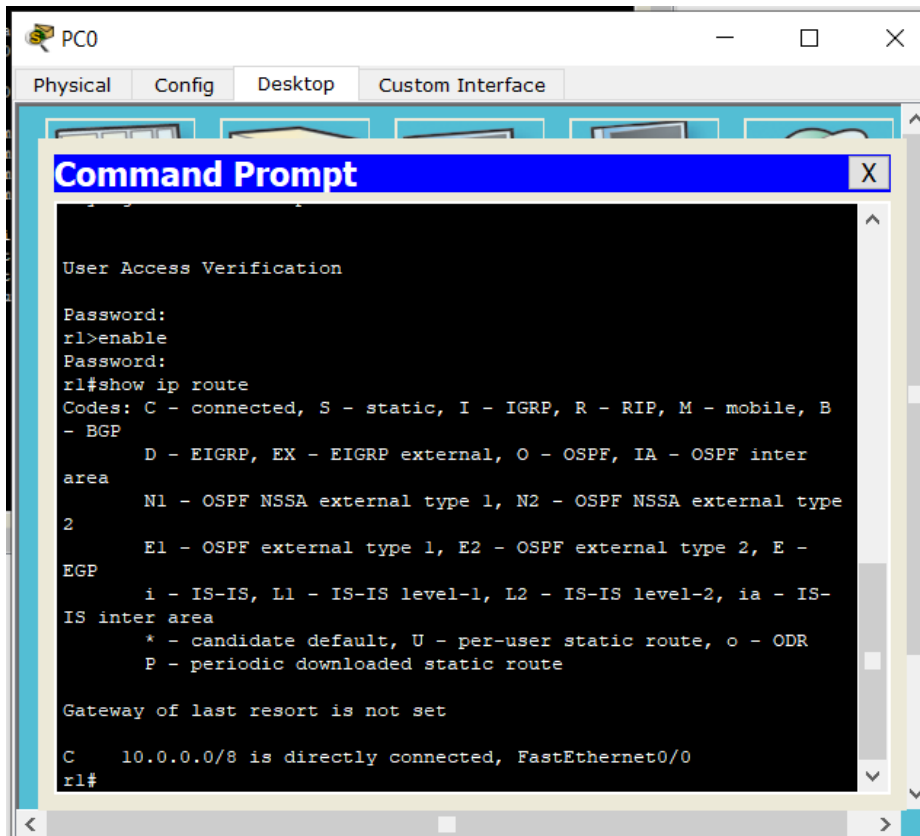 PC0
Physical Config Desktop Custom Interface
Command Prompt
X
User Access Verification
Password:
r1>enable
Password:
r1#show ip route
Codes: C - connected, S - static, I - IGRP, R - RIP, M - mobile, B
- BGP
D - EIGRP, EX - EIGRP external, O - OSPF, IA - OSPF inter
area
N1 - OSPF NSSA external type 1, N2 - OSPF NSSA external type
2
E1 - OSPF external type 1, E2 - OSPF external type 2, E -
EGP
i - IS-IS, L1 - IS-IS level-1, L2 - IS-IS level-2, ia - IS-
IS inter area
* - candidate default, U - per-user static route, o - ODR
P - periodic downloaded static route
Gateway of last resort is not set
C 10.0.0.0/8 is directly connected, FastEthernet0/0
r1#